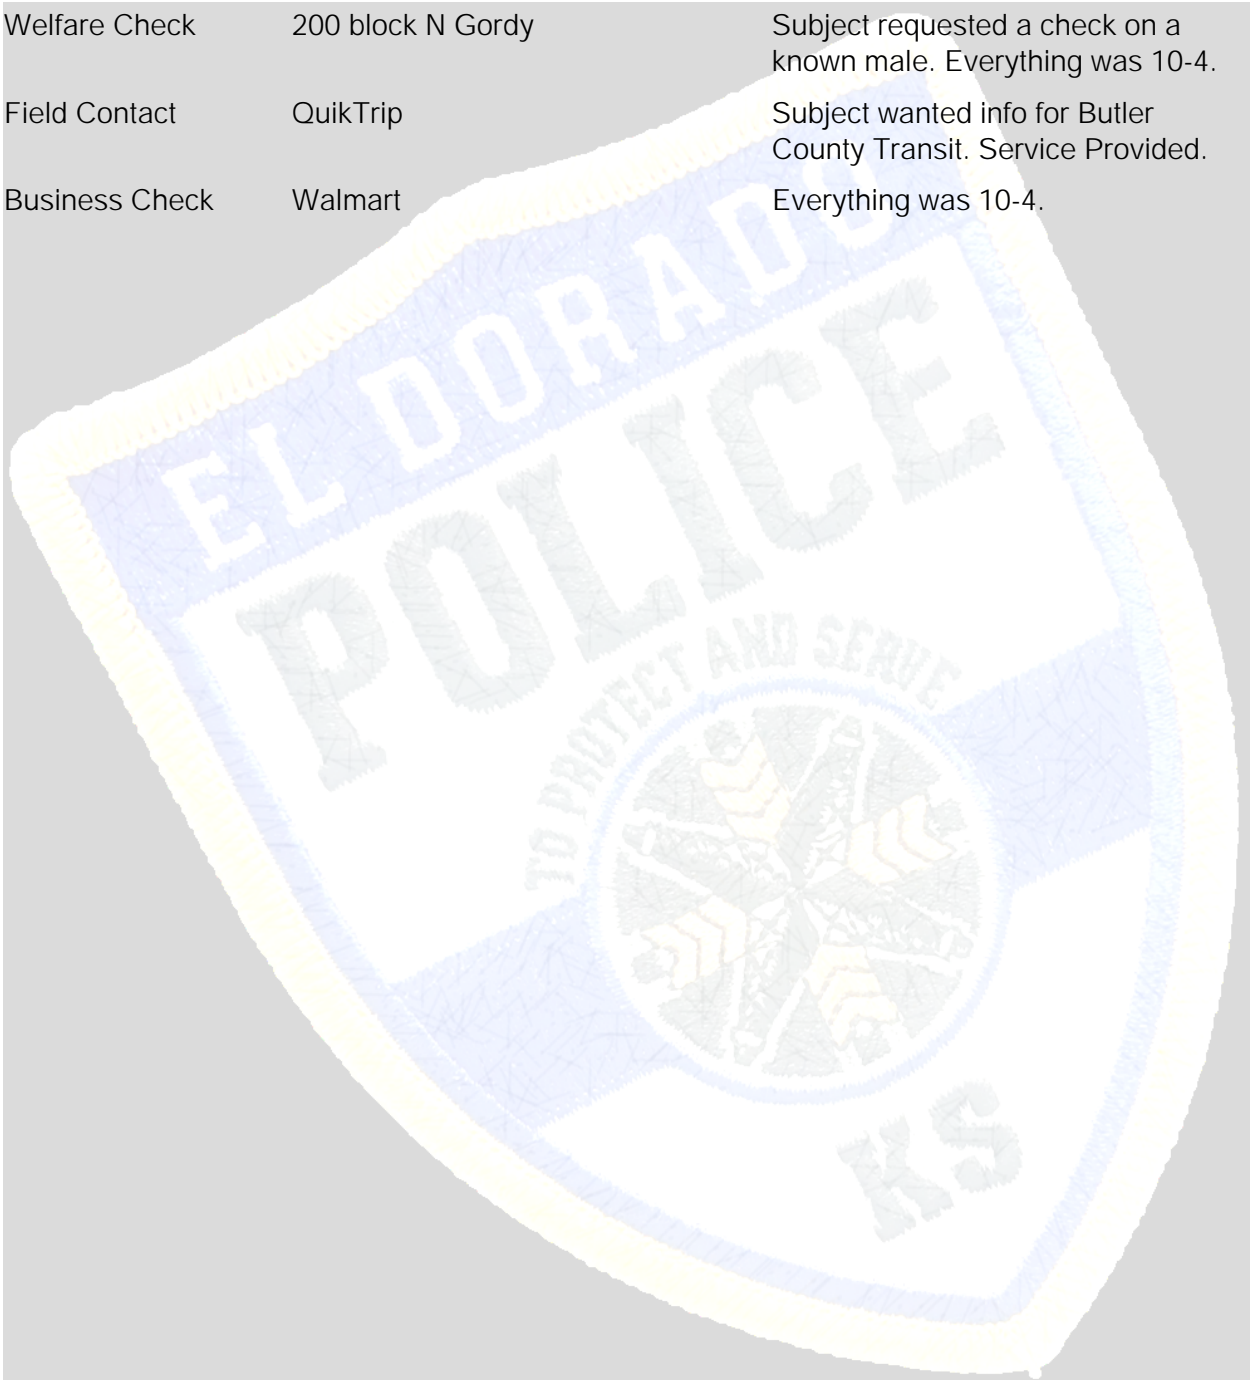 Welfare Check 200 block N Gordy Subject requested a check on a
known male. Everything was 10-4.
Field Contact QuikTrip Subject wanted info for Butler
County Transit. Service Provided.
Business Check Walmart Everything was 10-4.
EL DORADO
POLICE
TO PROTECT AND SERVE
KS